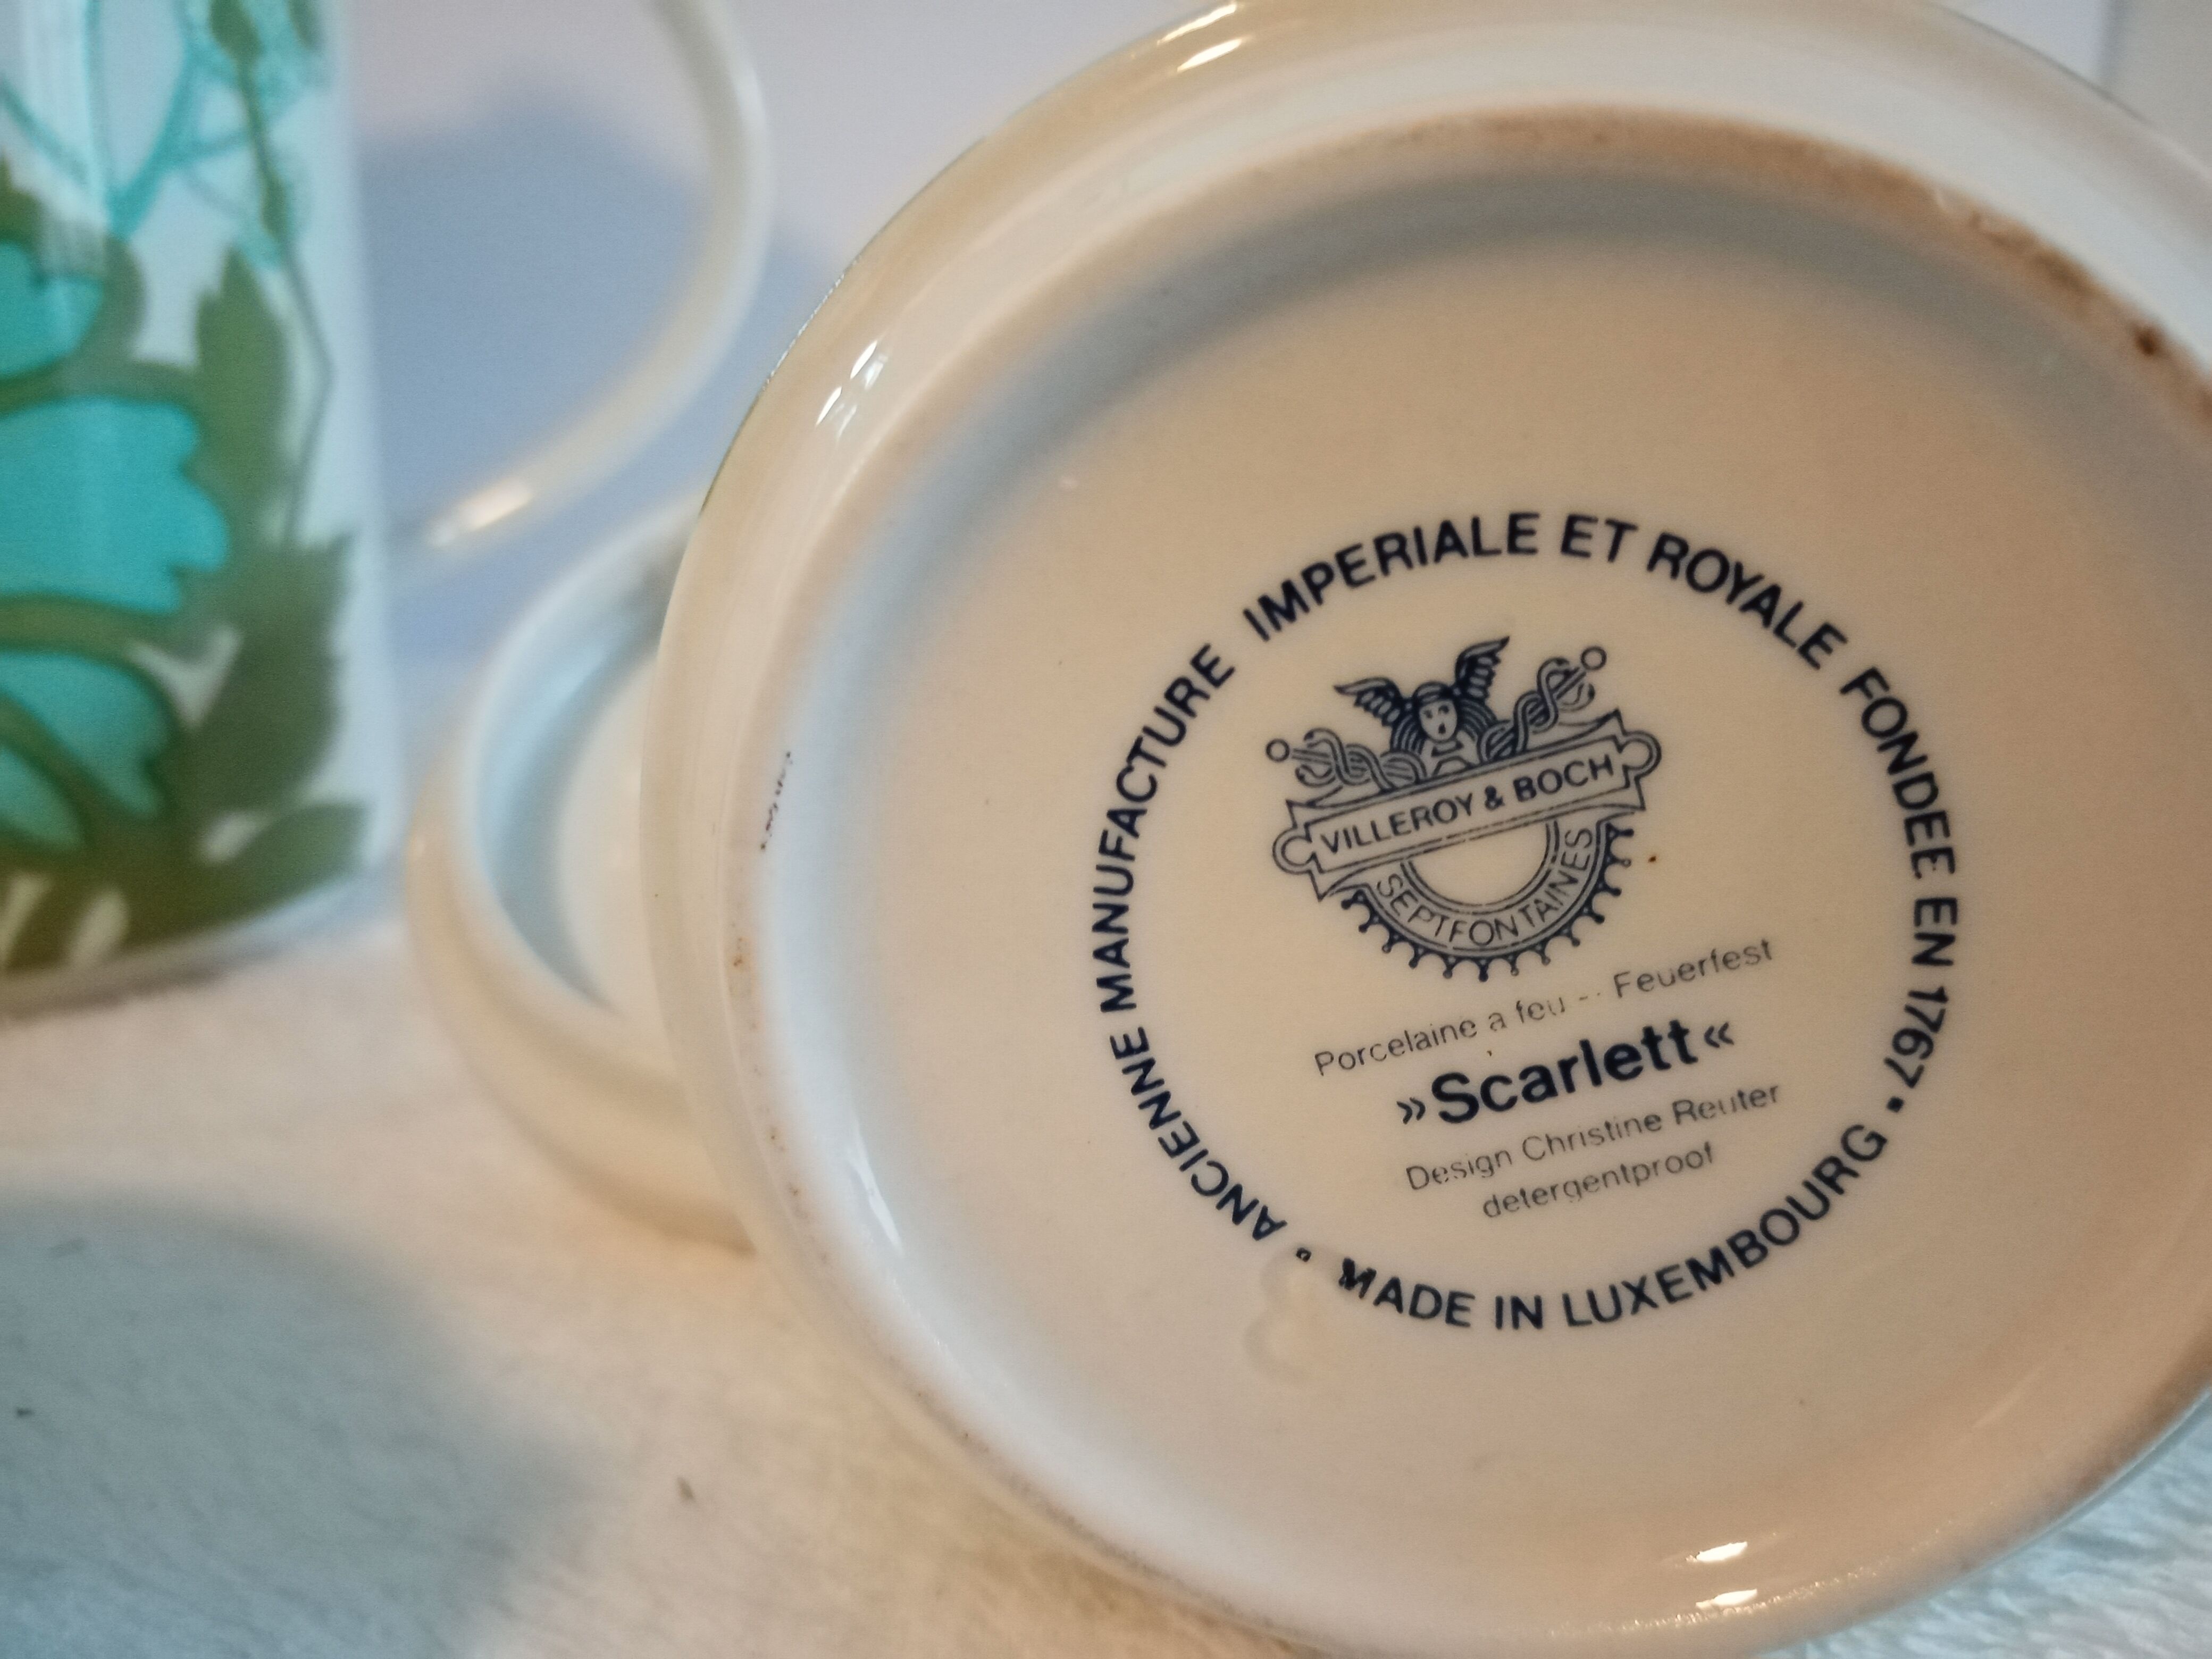 ANCIENNE MANUFACTURE IMPERIALE ET ROYALE FONDEE EN 1767 •
VILLEROY & BOCH
SEPTFONTAINES
Porcelaine a feu - Feuerfest
»Scarlett«
Design Christine Reuter
detergentproof
• MADE IN LUXEMBOURG